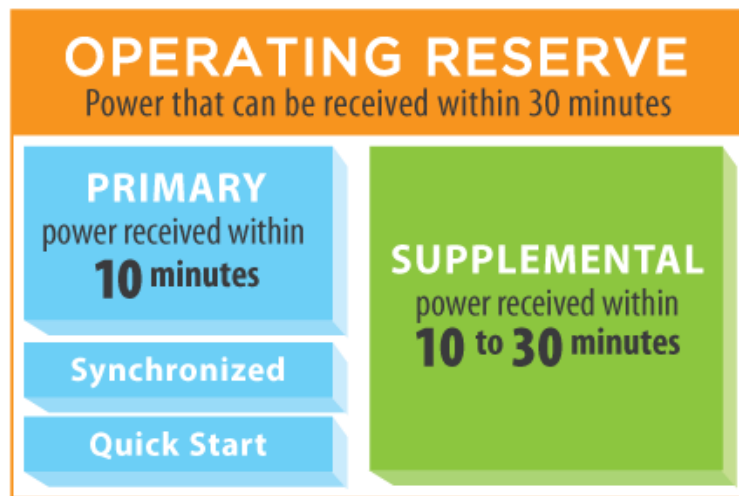 OPERATING RESERVE
Power that can be received within 30 minutes
PRIMARY
power received within
10 minutes
Synchronized
Quick Start
SUPPLEMENTAL
power received within
10 to 30 minutes